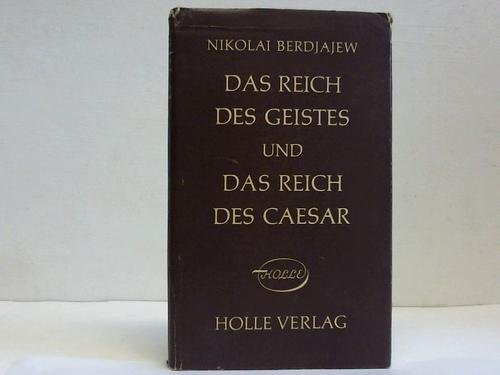 NIKOLAI BERDJAJEW
DAS REICH
DES GEISTES
UND
DAS REICH
DES CAESAR
HOLLE
HOLLE VERLAG